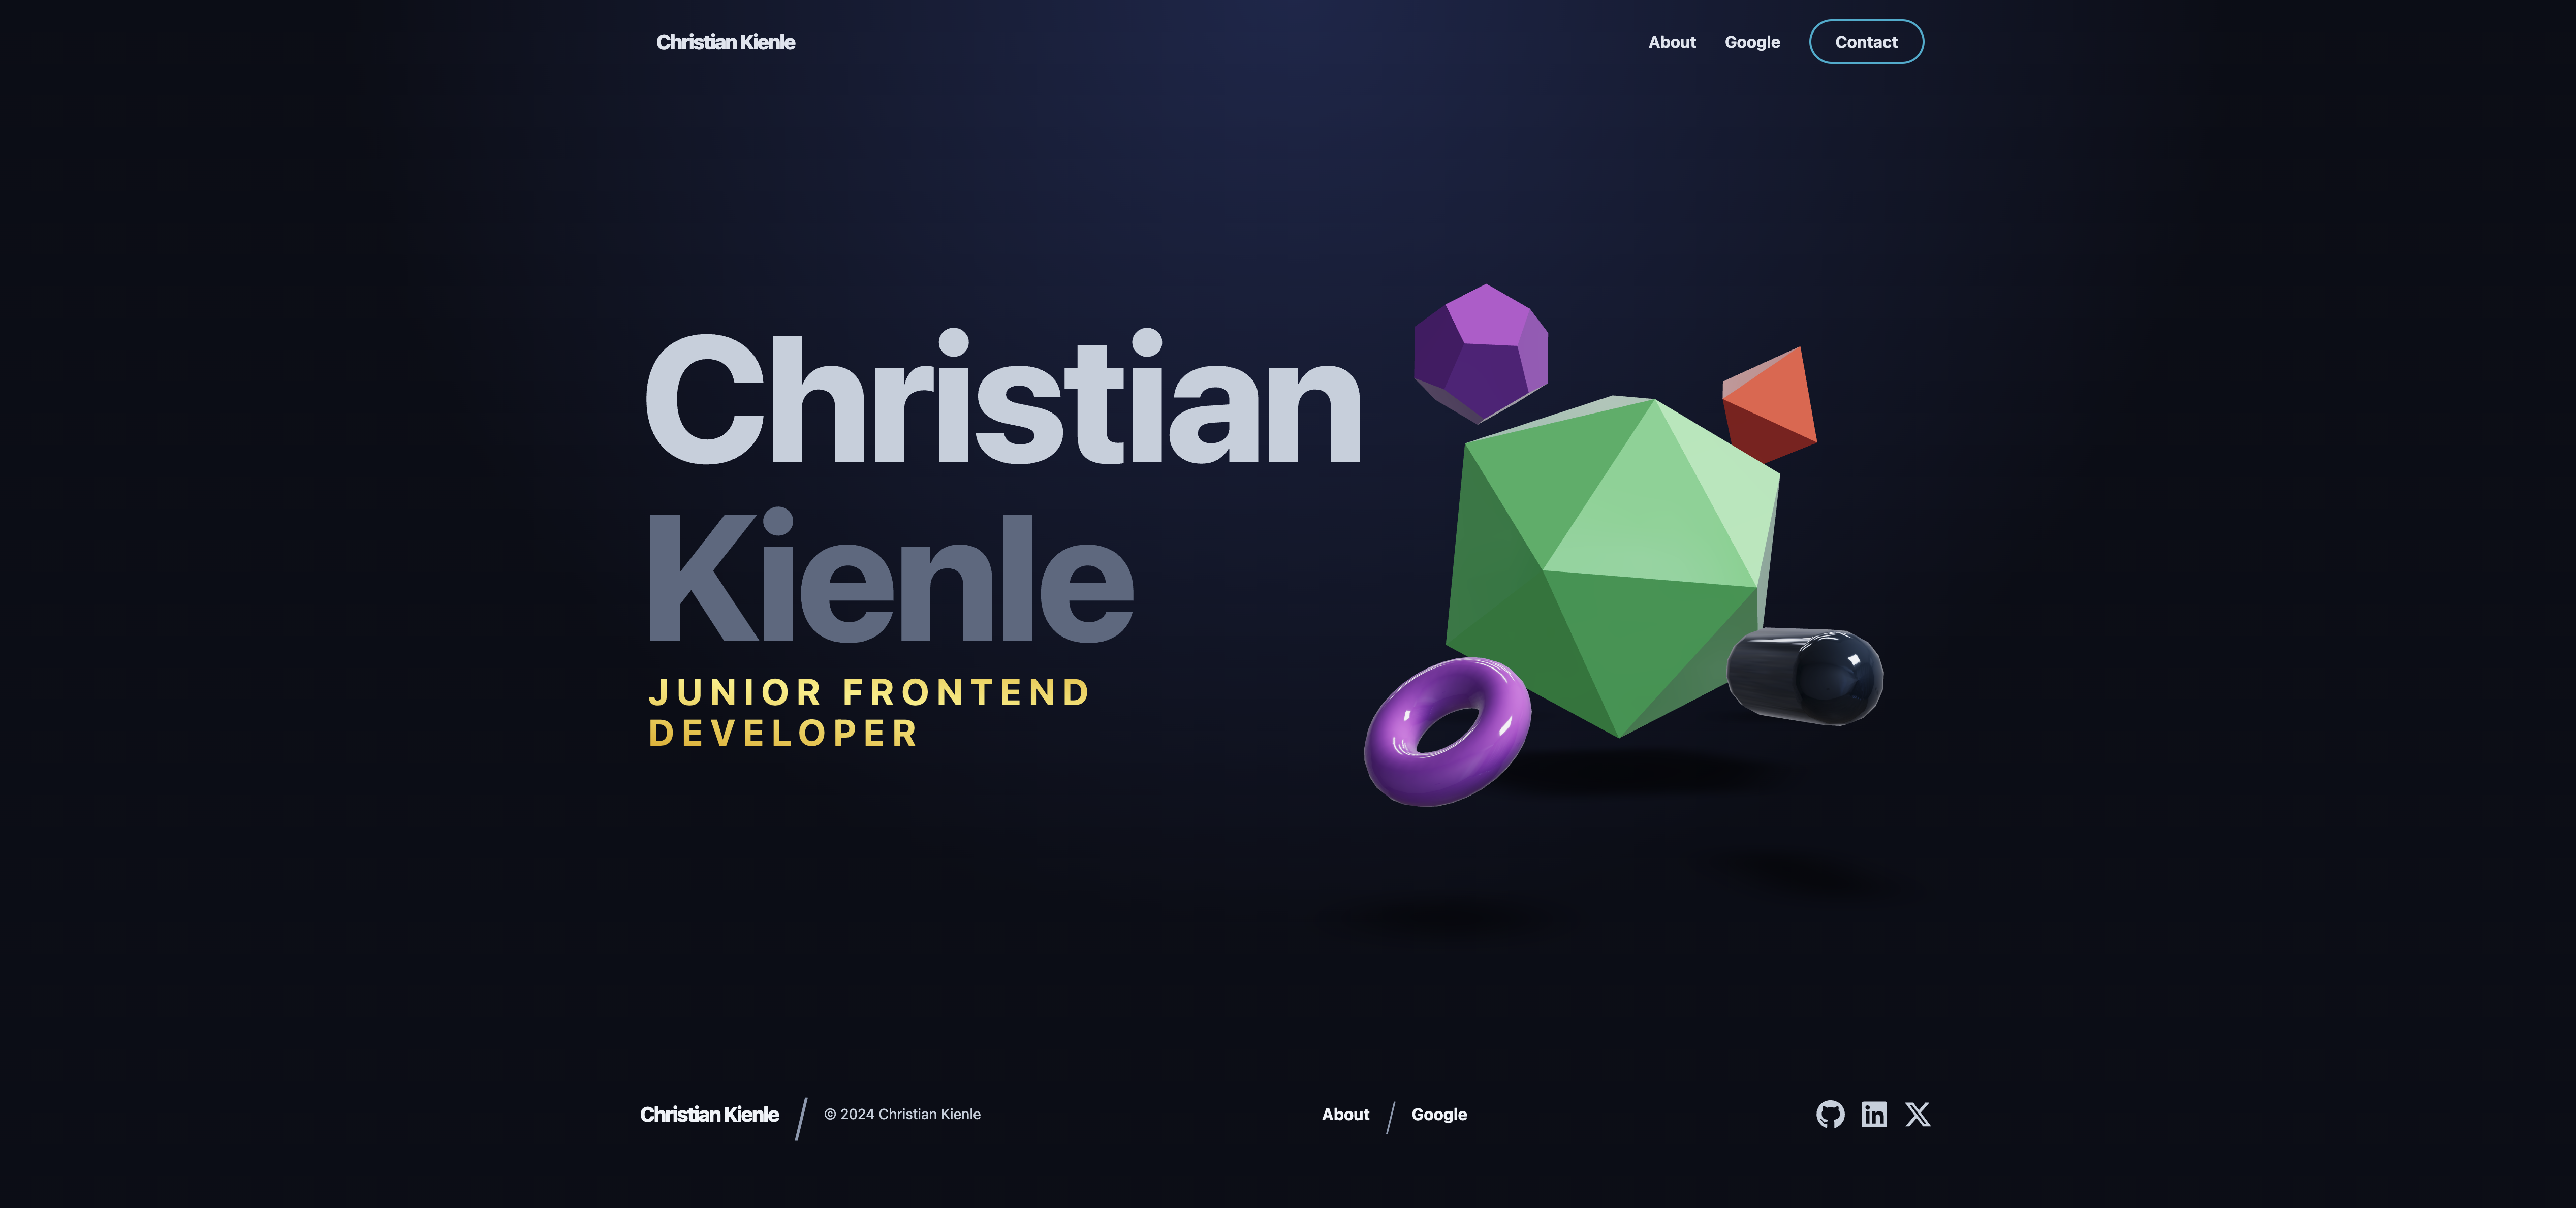 Christian Kienle
About
Google
Contact
Christian
Kienle
JUNIOR FRONTEND
DEVELOPER
Christian Kienle / © 2024 Christian Kienle
About / Google